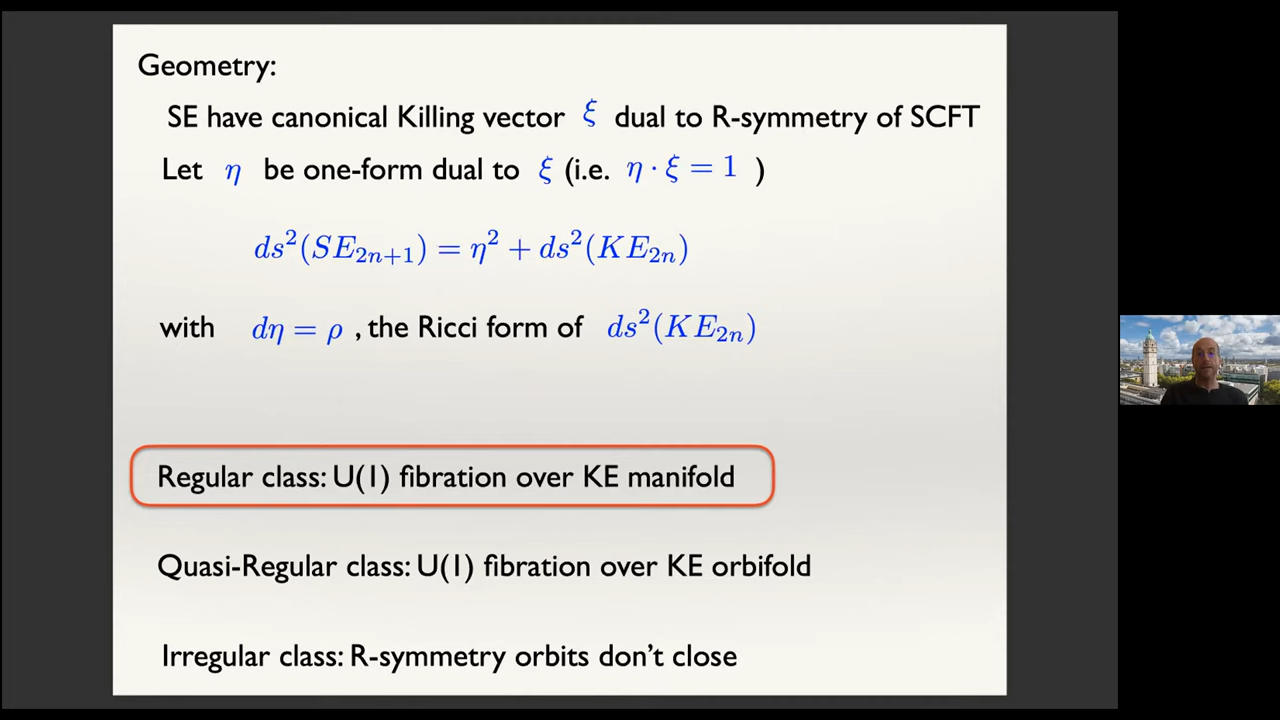 Geometry:
SE have canonical Killing vector ξ dual to R-symmetry of SCFT
Let η be one-form dual to ξ (i.e. η · ξ = 1 )
ds²(SE₂ₙ₊₁) = η² + ds²(KE₂ₙ)
with dη = ρ , the Ricci form of ds²(KE₂ₙ)
Regular class: U(1) fibration over KE manifold
Quasi-Regular class: U(1) fibration over KE orbifold
Irregular class: R-symmetry orbits don't close